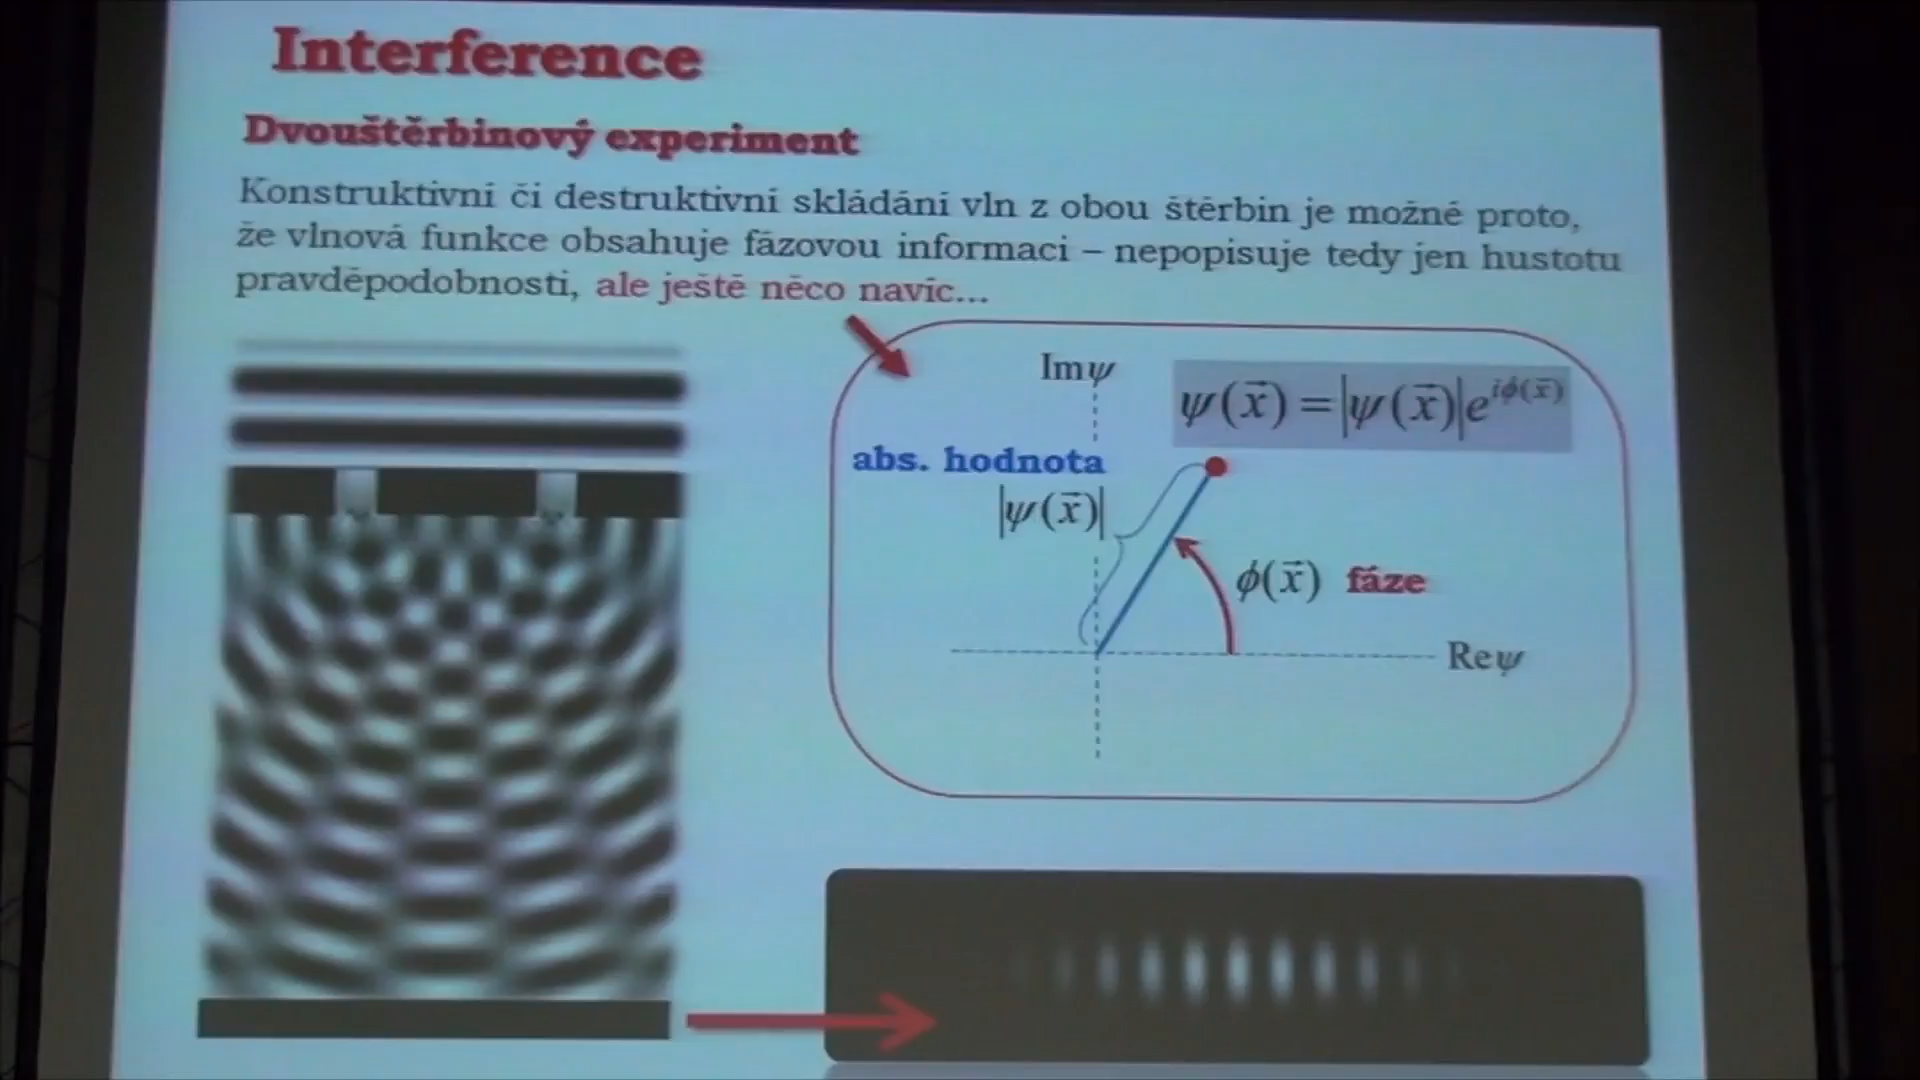 Interference
Dvouštěrbinový experiment
Konstruktivní či destruktivní skládání vln z obou štěrbin je možné proto,
že vlnová funkce obsahuje fázovou informaci – nepopisuje tedy jen hustotu
pravděpodobnosti, ale ještě něco navíc...
Imψ
ψ(x⃗) = |ψ(x⃗)|e^{iϕ(x⃗)}
abs. hodnota
|ψ(x⃗)|
ϕ(x⃗) fáze
Reψ